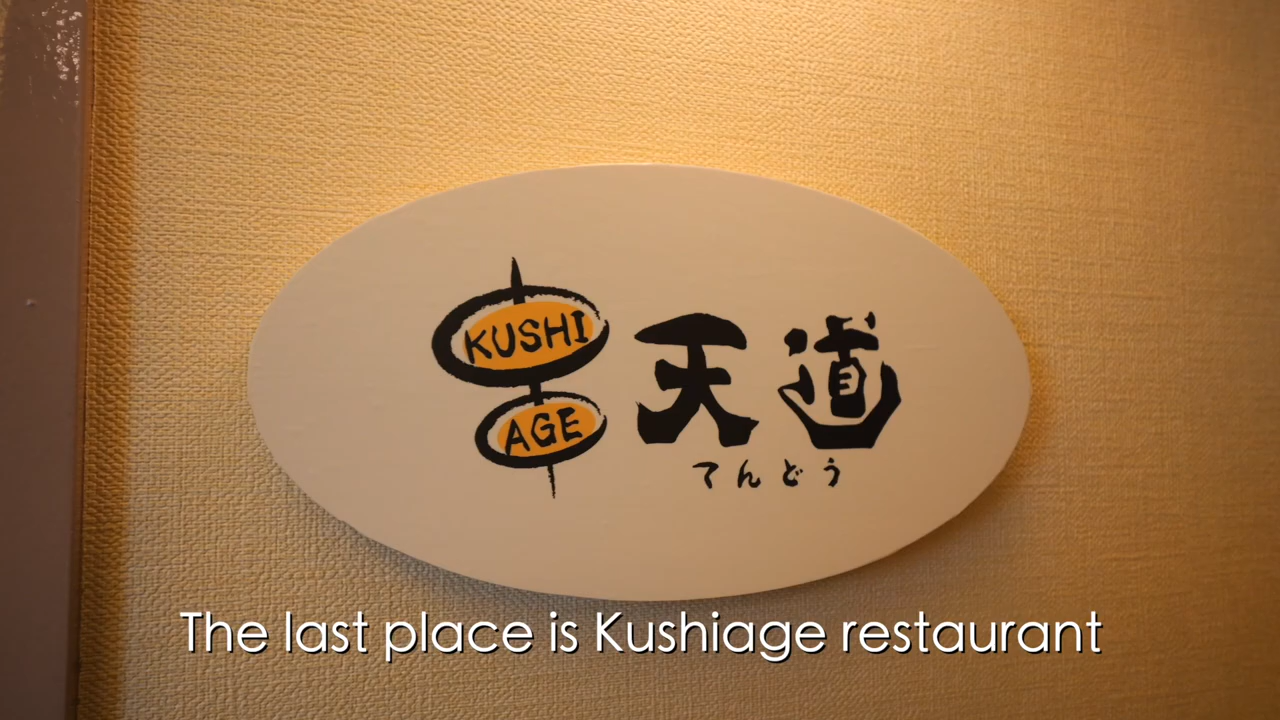 KUSHI
AGE
天道
てんどう
The last place is Kushiage restaurant